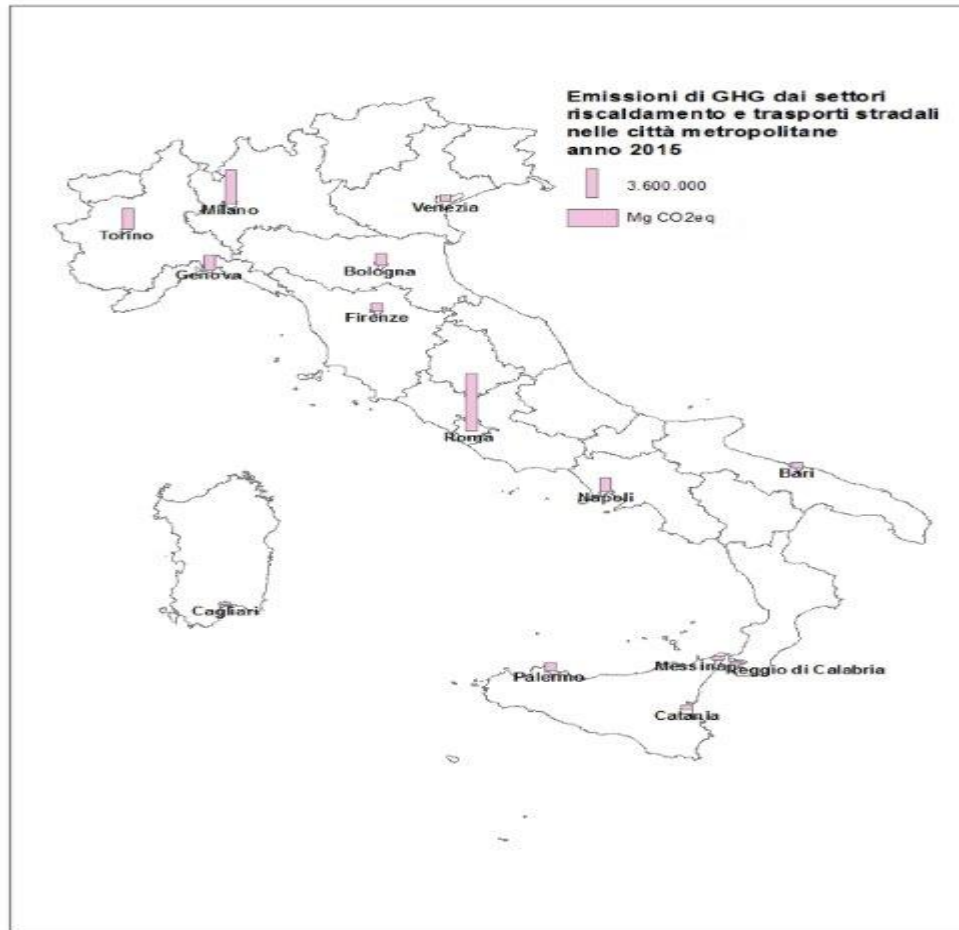 Emissioni di GHG dai settori
riscaldamento e trasporti stradali
nelle città metropolitane
anno 2015
3.600.000
Mg CO2eq
Milano
Venezia
Torino
Genova
Bologna
Firenze
Roma
Bari
Napoli
Cagliari
Messina
Reggio di Calabria
Palermo
Catania